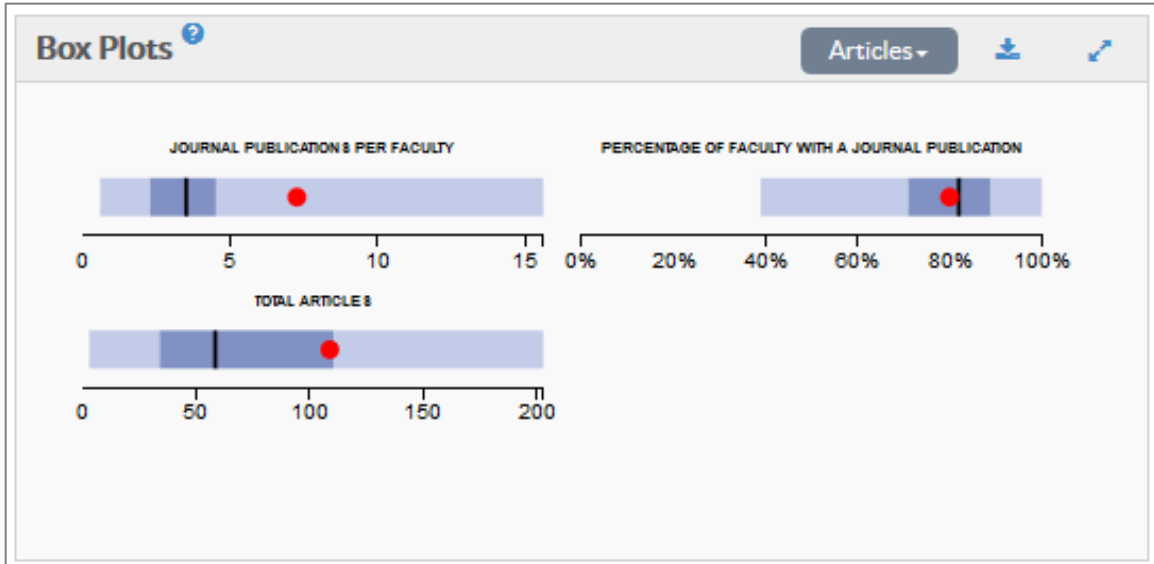 Box Plots ?
Articles
JOURNAL PUBLICATIONS PER FACULTY
0 5 10 15
PERCENTAGE OF FACULTY WITH A JOURNAL PUBLICATION
0% 20% 40% 60% 80% 100%
TOTAL ARTICLES
0 50 100 150 200